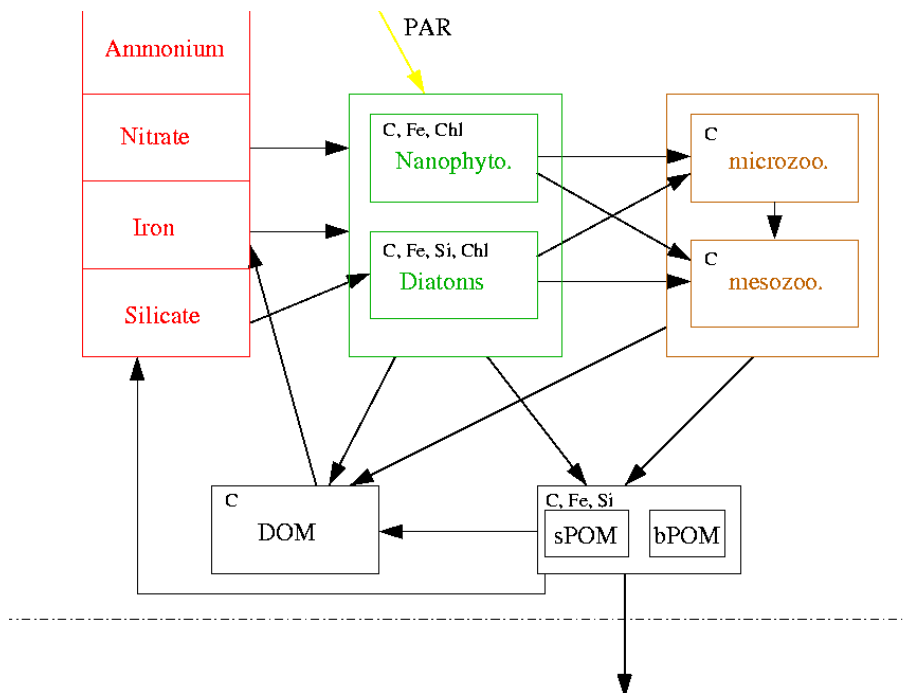 PAR
Ammonium
Nitrate
Iron
Silicate
C, Fe, Chl
Nanophyto.
C, Fe, Si, Chl
Diatoms
C
microzoo.
C
mesozoo.
C
DOM
C, Fe, Si
sPOM
bPOM